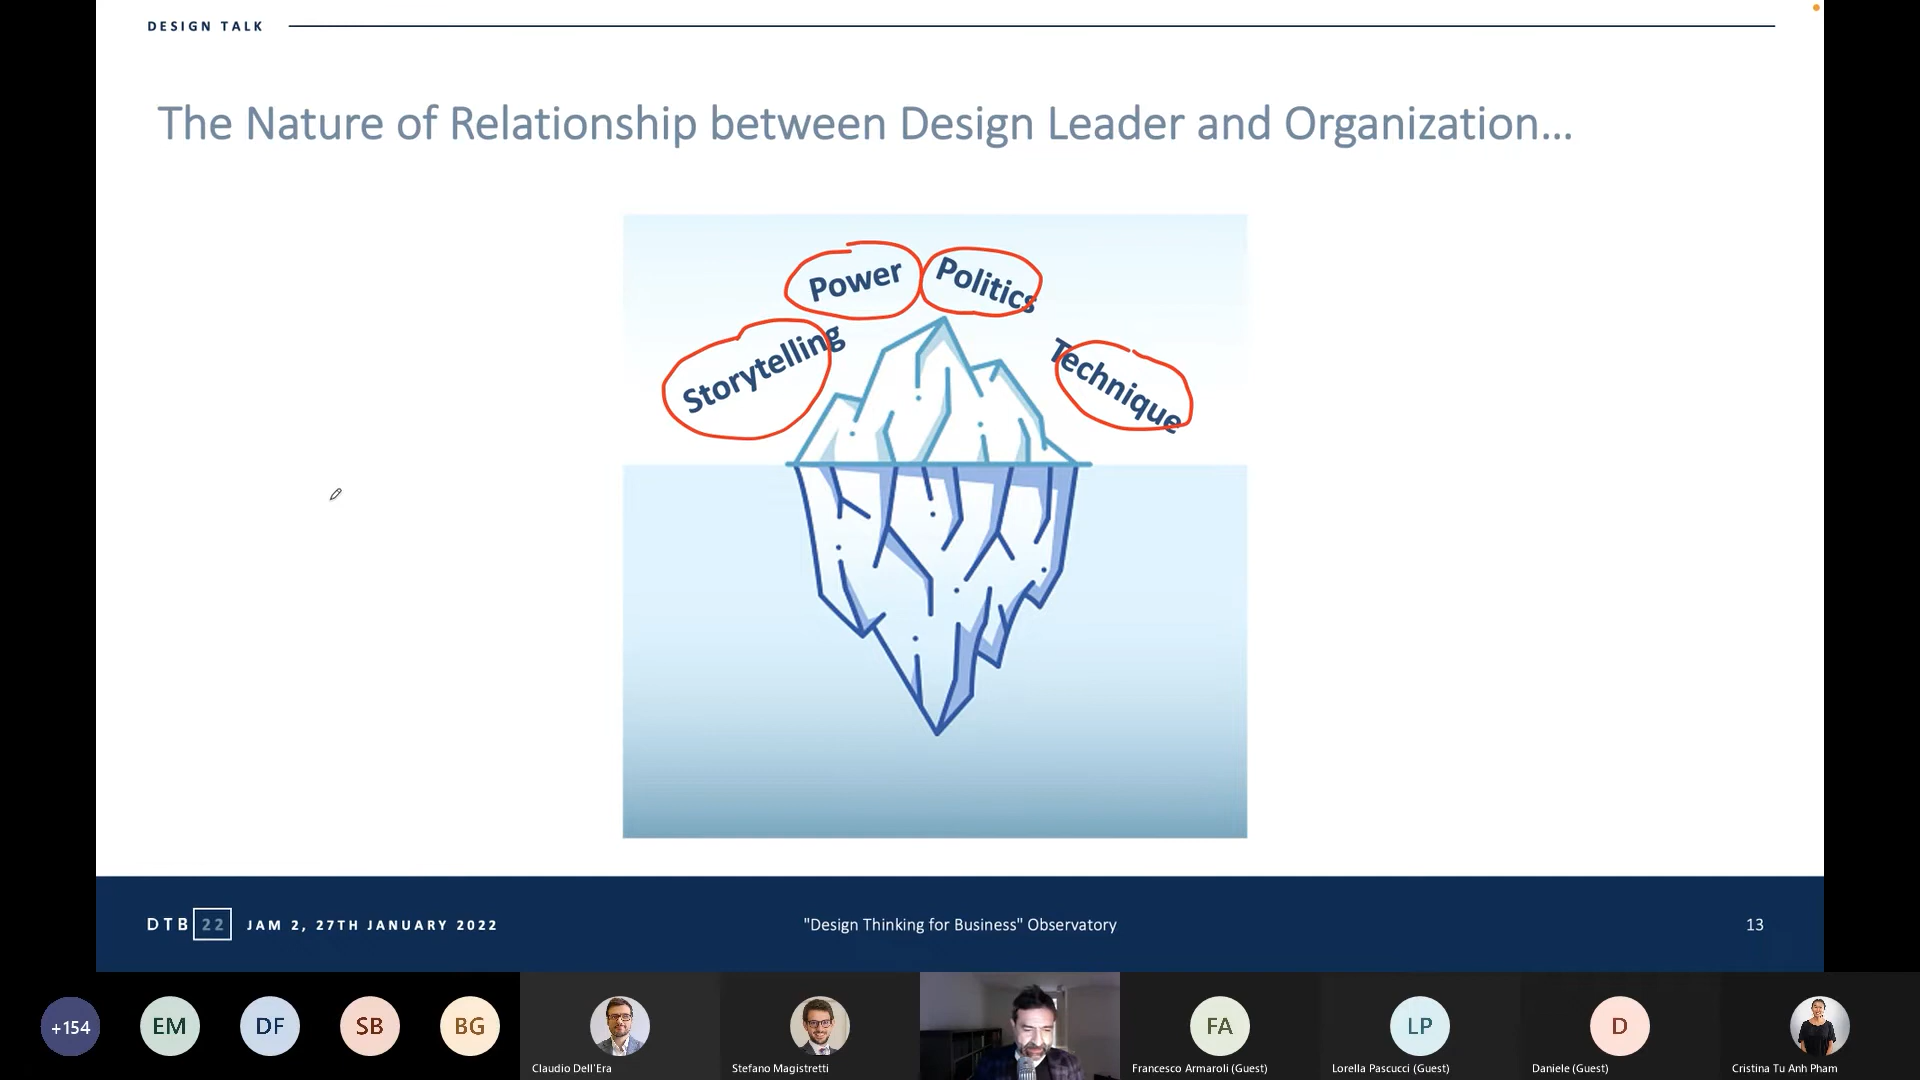 DESIGN TALK
The Nature of Relationship between Design Leader and Organization...
Power
Politics
Storytelling
Technique
DTB 22 JAM 2, 27TH JANUARY 2022
"Design Thinking for Business" Observatory
13
+154
EM
DF
SB
BG
FA
LP
D
Claudio Dell'Era
Stefano Magistretti
Francesco Armaroli (Guest)
Lorella Pascucci (Guest)
Daniele (Guest)
Cristina Tu Anh Pham